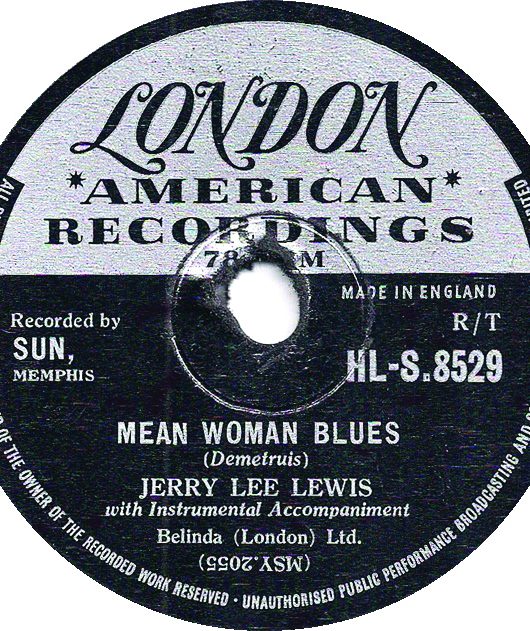 LONDON
*AMERICAN*
RECORDINGS
78 RPM
MADE IN ENGLAND
Recorded by
SUN,
MEMPHIS
R/T
HL-S.8529
MEAN WOMAN BLUES
(Demetruis)
JERRY LEE LEWIS
with Instrumental Accompaniment
Belinda (London) Ltd.
(MSY.2055)
ALL
OF THE OWNER OF THE RECORDED WORK RESERVED · UNAUTHORISED PUBLIC PERFORMANCE BROADCASTING AND